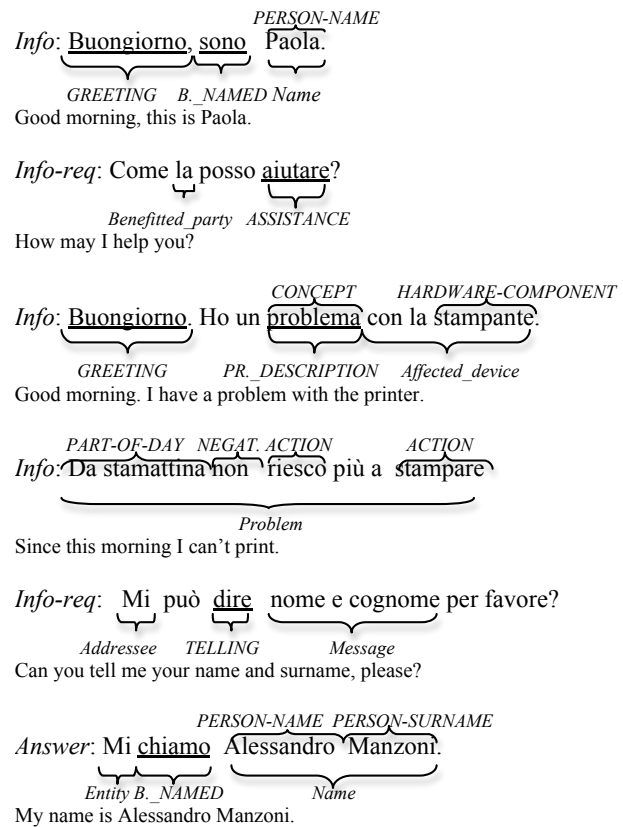 PERSON-NAME
Info: Buongiorno, sono Paola.
GREETING B._NAMED Name
Good morning, this is Paola.
Info-req: Come la posso aiutare?
Benefitted_party ASSISTANCE
How may I help you?
CONCEPT HARDWARE-COMPONENT
Info: Buongiorno. Ho un problema con la stampante.
GREETING PR._DESCRIPTION Affected_device
Good morning. I have a problem with the printer.
PART-OF-DAY NEGAT. ACTION ACTION
Info: Da stamattina non riesco più a stampare
Problem
Since this morning I can't print.
Info-req: Mi può dire nome e cognome per favore?
Addressee TELLING Message
Can you tell me your name and surname, please?
PERSON-NAME PERSON-SURNAME
Answer: Mi chiamo Alessandro Manzoni.
Entity B._NAMED Name
My name is Alessandro Manzoni.